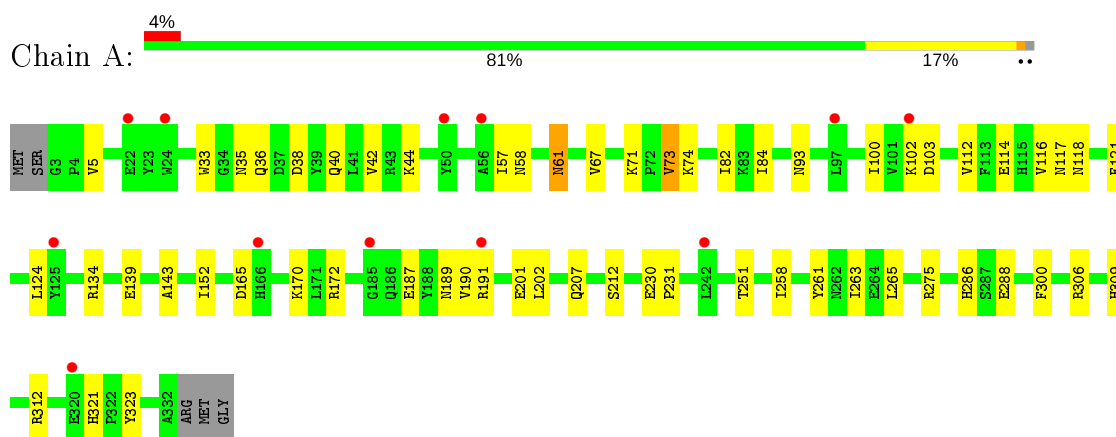 4%
Chain A:
81% 17% ••
MET SER G3 P4 V5 E22 Y23 W24 W33 G34 N35 Q36 D37 D38 Y39 Q40 L41 V42 R43 K44 Y50 A56 I57 N58 N61 V67 K71 P72 V73 K74 I82 K83 I84 N93 L97 I100 V101 K102 D103 V112 F113 E114 H115 V116 N117 N118
L124 Y125 R134 E139 A143 I152 D165 H166 K170 L171 R172 G185 Q186 E187 Y188 N189 V190 R191 E201 L202 Q207 S212 E230 P231 L242 T251 I258 Y261 N262 I263 E264 L265 R275 H286 S287 E288 F300 R306
R312 E320 H321 P322 Y323 A332 ARG MET GLY